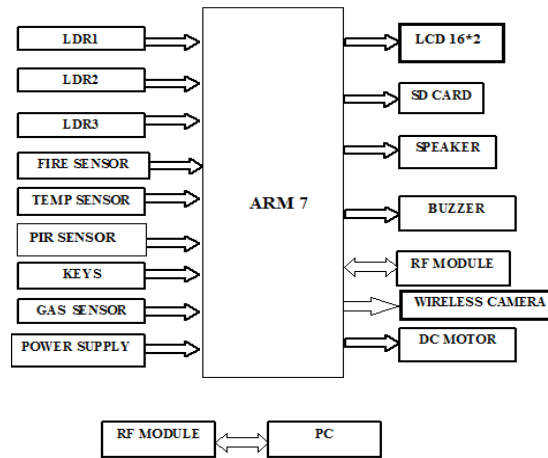 LDR1
LDR2
LDR3
FIRE SENSOR
TEMP SENSOR
PIR SENSOR
KEYS
GAS SENSOR
POWER SUPPLY
ARM 7
LCD 16*2
SD CARD
SPEAKER
BUZZER
RF MODULE
WIRELESS CAMERA
DC MOTOR
RF MODULE
PC